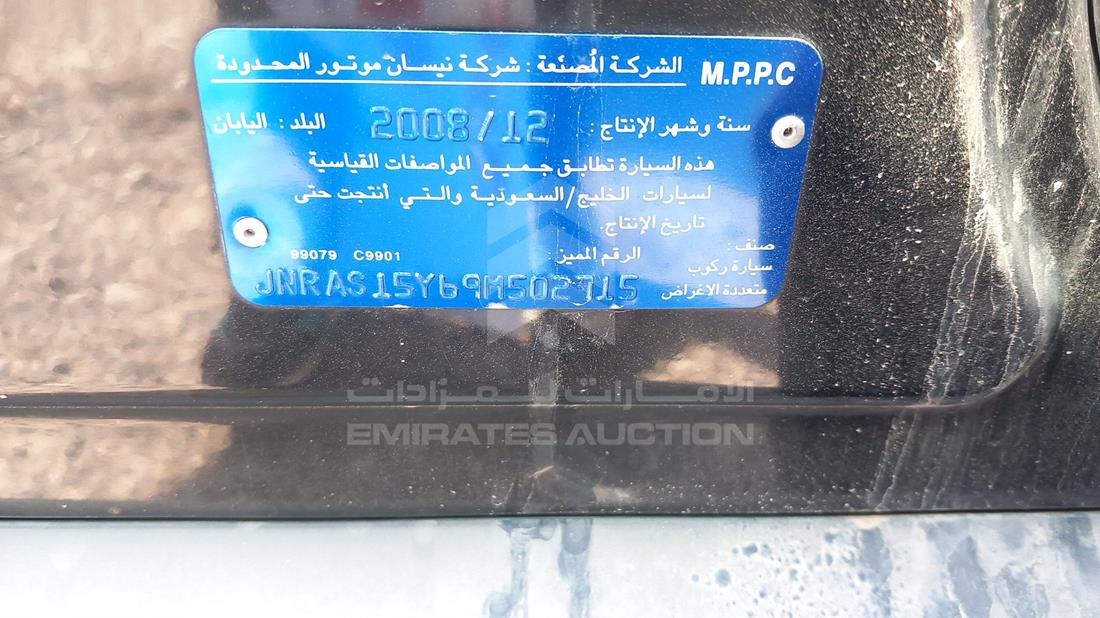 M.P.P.C الشركة المُصنّعة : شركة نيسان موتور المحدودة
سنة وشهر الإنتاج : 2008/12 البلد : اليابان
هذه السيارة تطابق جميع المواصفات القياسية
لسيارات الخليج/السعودية والتي أنتجت حتى
تاريخ الإنتاج.
صنف :
الرقم المميز : 99079 C9901
سيارة ركوب
متعددة الاغراض
JNRAS15Y69M502715
الامارات للمزادات
EMIRATES AUCTION